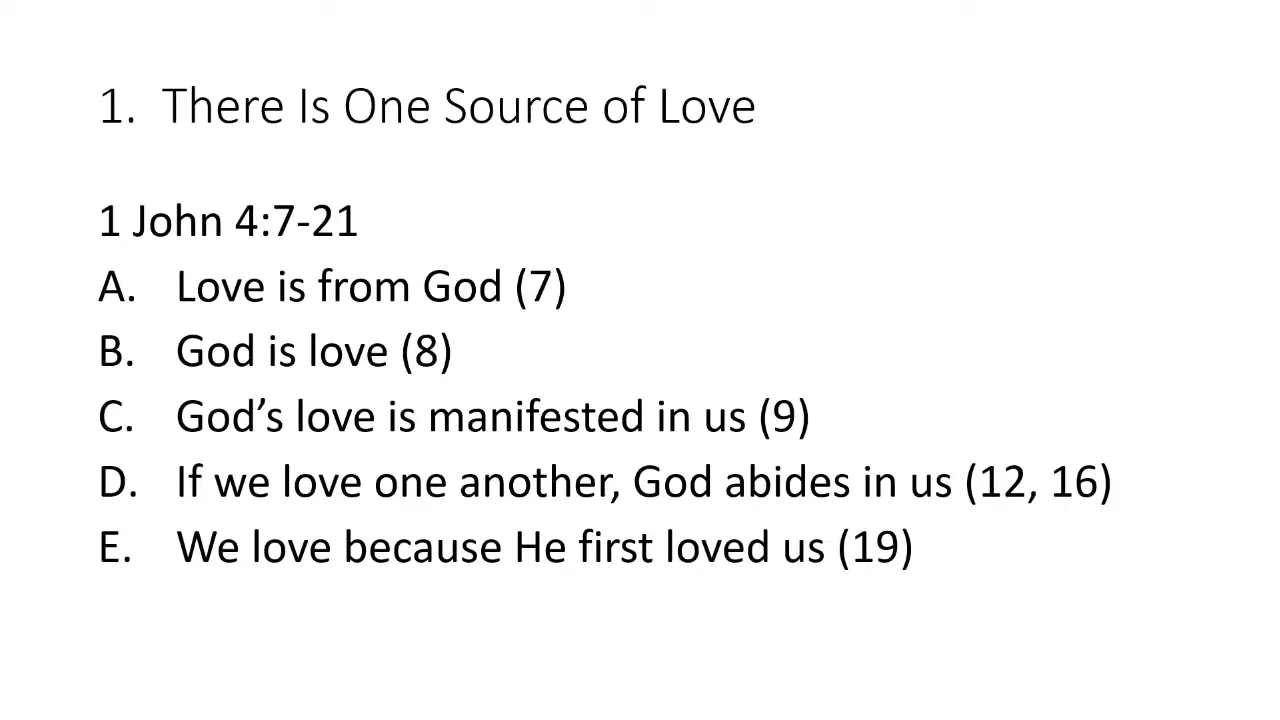 1. There Is One Source of Love
1 John 4:7-21
A. Love is from God (7)
B. God is love (8)
C. God’s love is manifested in us (9)
D. If we love one another, God abides in us (12, 16)
E. We love because He first loved us (19)